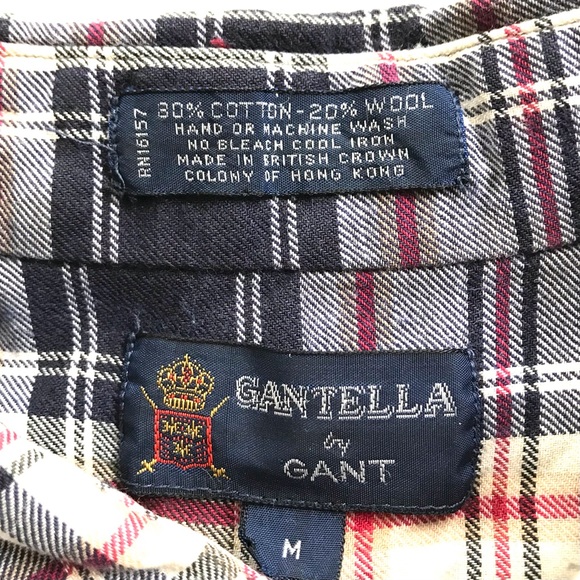 80% COTTON-20% WOOL
HAND OR MACHINE WASH
NO BLEACH COOL IRON
MADE IN BRITISH CROWN
COLONY OF HONG KONG
RN16157
GANTELLA
by
GANT
M